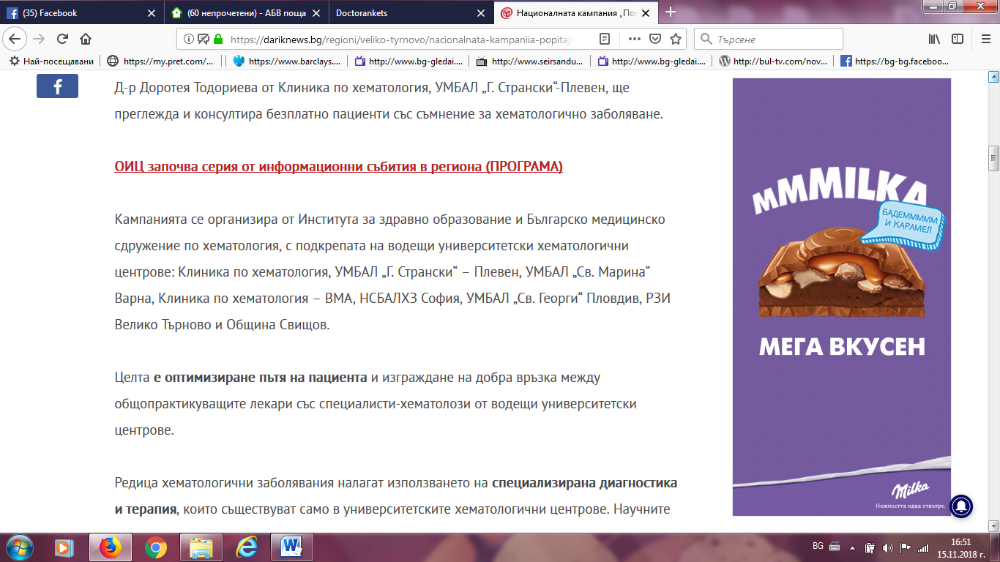 (35) Facebook
(60 непрочетени) - АБВ поща
Doctorankets
Националната кампания „Поп
https://dariknews.bg/regioni/veliko-tyrnovo/nacionalnata-kampaniia-popitaj
Търсене
Най-посещавани
https://my.pret.com/...
https://www.barclays....
http://www.bg-gledai....
http://www.seirsandu...
http://www.bg-gledai....
http://bul-tv.com/nov...
https://bg-bg.faceboo...
Д-р Доротея Тодориева от Клиника по хематология, УМБАЛ „Г. Странски“-Плевен, ще
преглежда и консултира безплатно пациенти със съмнение за хематологично заболяване.
ОИЦ започва серия от информационни събития в региона (ПРОГРАМА)
Кампанията се организира от Института за здравно образование и Българско медицинско
сдружение по хематология, с подкрепата на водещи университетски хематологични
центрове: Клиника по хематология, УМБАЛ „Г. Странски“ – Плевен, УМБАЛ „Св. Марина“
Варна, Клиника по хематология – ВМА, НСБАЛХЗ София, УМБАЛ „Св. Георги“ Пловдив, РЗИ
Велико Търново и Община Свищов.
Целта е оптимизиране пътя на пациента и изграждане на добра връзка между
общопрактикуващите лекари със специалисти-хематолози от водещи университетски
центрове.
Редица хематологични заболявания налагат използването на специализирана диагностика
и терапия, които съществуват само в университетските хематологични центрове. Научните
MMMILKA
БАДЕМММММ
И КАРАМЕЛ
МЕГА ВКУСЕН
Milka
Нежността идва отвътре.
BG
16:51
15.11.2018 г.